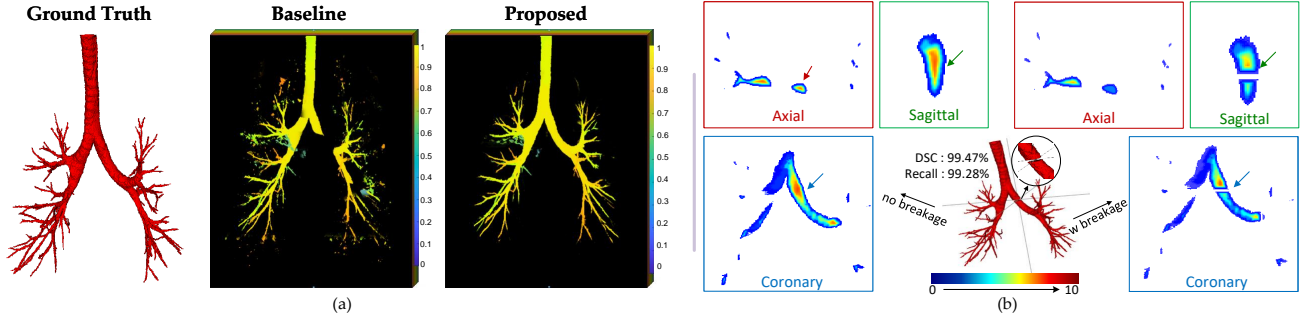 Ground Truth
Baseline
Proposed
1
0.9
0.8
0.7
0.6
0.5
0.4
0.3
0.2
0.1
0
1
0.9
0.8
0.7
0.6
0.5
0.4
0.3
0.2
0.1
0
(a)
Axial
Sagittal
Axial
Sagittal
DSC : 99.47%
Recall : 99.28%
no breakage
w breakage
Coronary
0
10
Coronary
(b)